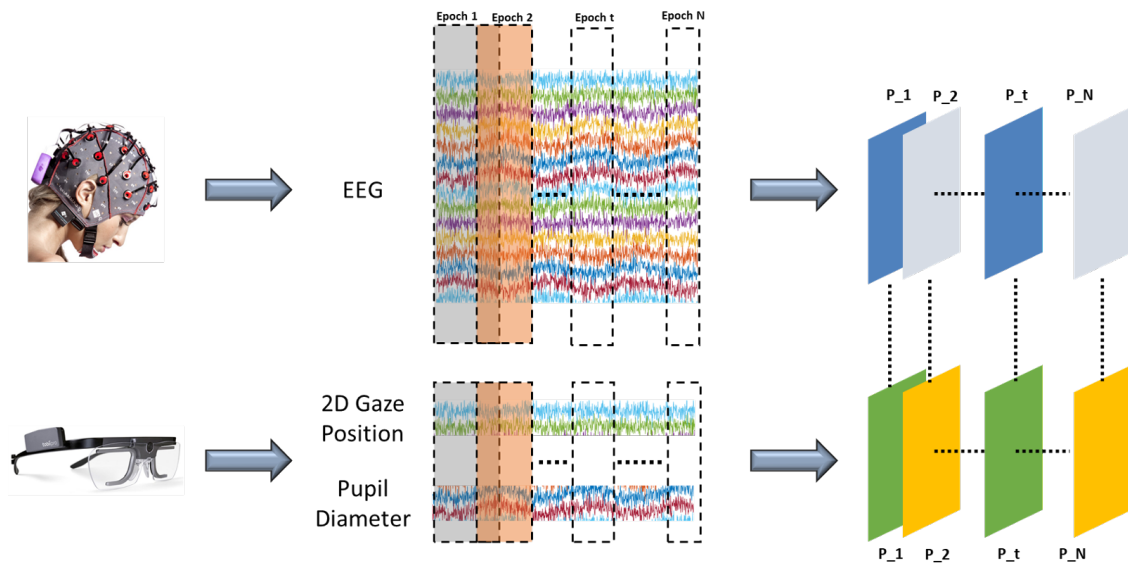 Epoch 1
Epoch 2
Epoch t
Epoch N
EEG
P_1
P_2
P_t
P_N
2D Gaze
Position
Pupil
Diameter
P_1
P_2
P_t
P_N